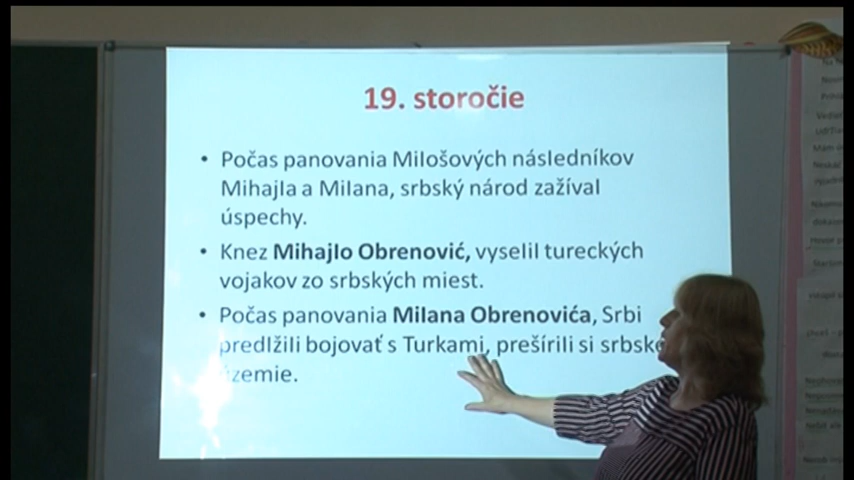 19. storočie
• Počas panovania Milošových následníkov
Mihajla a Milana, srbský národ zažíval
úspechy.
• Knez Mihajlo Obrenović, vyselil tureckých
vojakov zo srbských miest.
• Počas panovania Milana Obrenovića, Srbi
predlžili bojovať s Turkami, prešírili si srbské
územie.